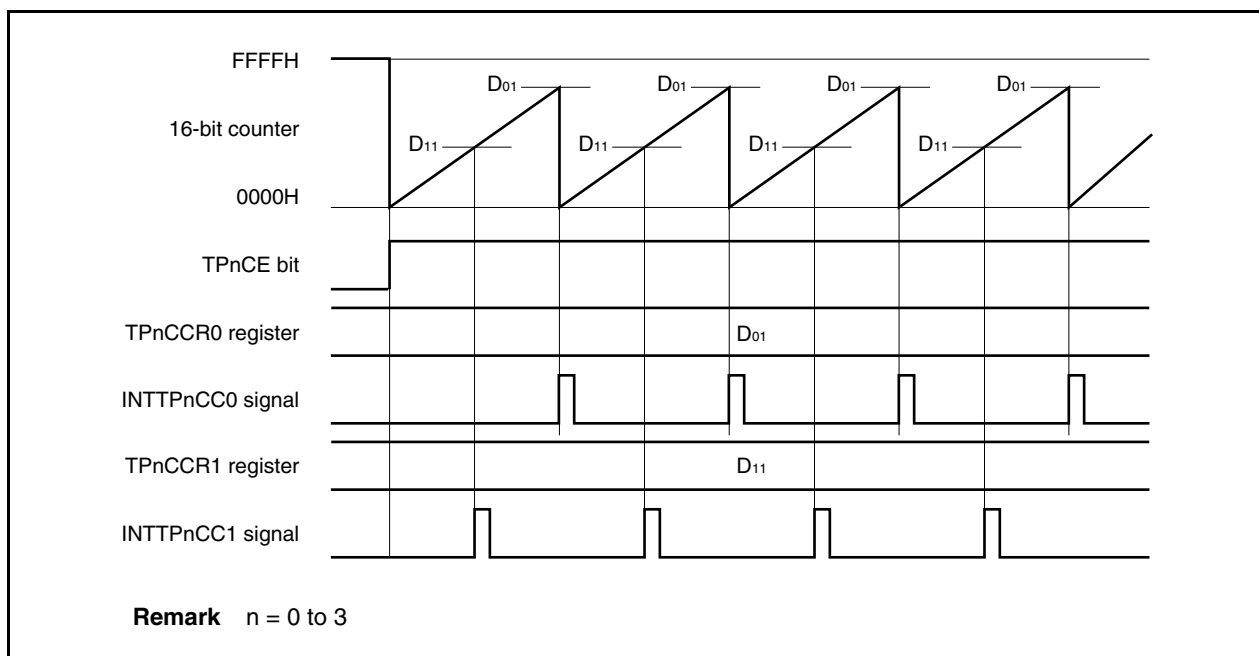 FFFFH
D01 D01 D01 D01
16-bit counter
D11 D11 D11 D11
0000H
TPnCE bit
TPnCCR0 register
D01
INTTPnCC0 signal
TPnCCR1 register
D11
INTTPnCC1 signal
Remark n = 0 to 3